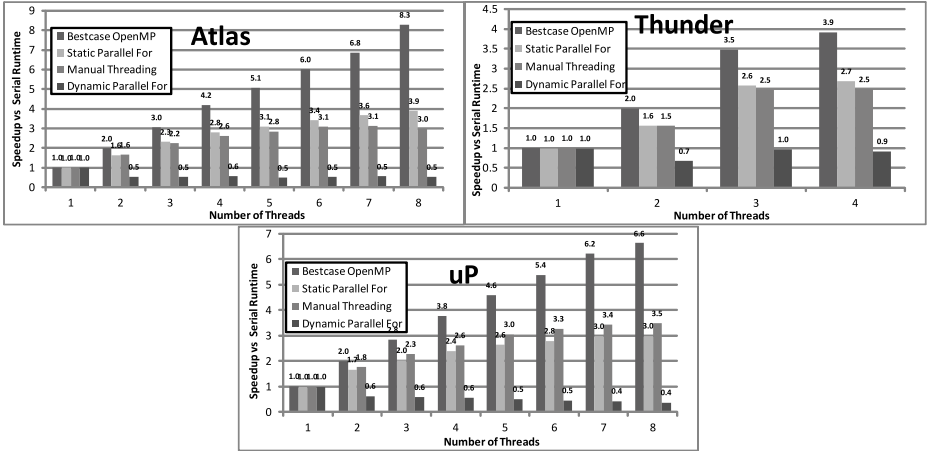 Atlas
Speedup vs Serial Runtime
9
8
7
6
5
4
3
2
1
0
Bestcase OpenMP
Static Parallel For
Manual Threading
Dynamic Parallel For
1.0 1.0 1.0 1.0
2.0 1.6 1.6 0.5
3.0 2.3 2.2 0.5
4.2 2.8 2.6 0.6
5.1 3.1 2.8 0.5
6.0 3.4 3.1 0.5
6.8 3.6 3.1 0.5
8.3 3.9 3.0 0.5
1 2 3 4 5 6 7 8
Number of Threads
Thunder
Speedup vs Serial Runtime
4.5
4
3.5
3
2.5
2
1.5
1
0.5
0
Bestcase OpenMP
Static Parallel For
Manual Threading
Dynamic Parallel For
1.0 1.0 1.0 1.0
2.0 1.6 1.5 0.7
3.5 2.6 2.5 1.0
3.9 2.7 2.5 0.9
1 2 3 4
Number of Threads
uP
Speedup vs Serial Runtime
7
6
5
4
3
2
1
0
Bestcase OpenMP
Static Parallel For
Manual Threading
Dynamic Parallel For
1.0 1.0 1.0 1.0
2.0 1.7 1.8 0.6
2.8 2.0 2.3 0.6
3.8 2.4 2.6 0.6
4.6 2.6 3.0 0.5
5.4 2.8 3.3 0.5
6.2 3.0 3.4 0.4
6.6 3.0 3.5 0.4
1 2 3 4 5 6 7 8
Number of Threads